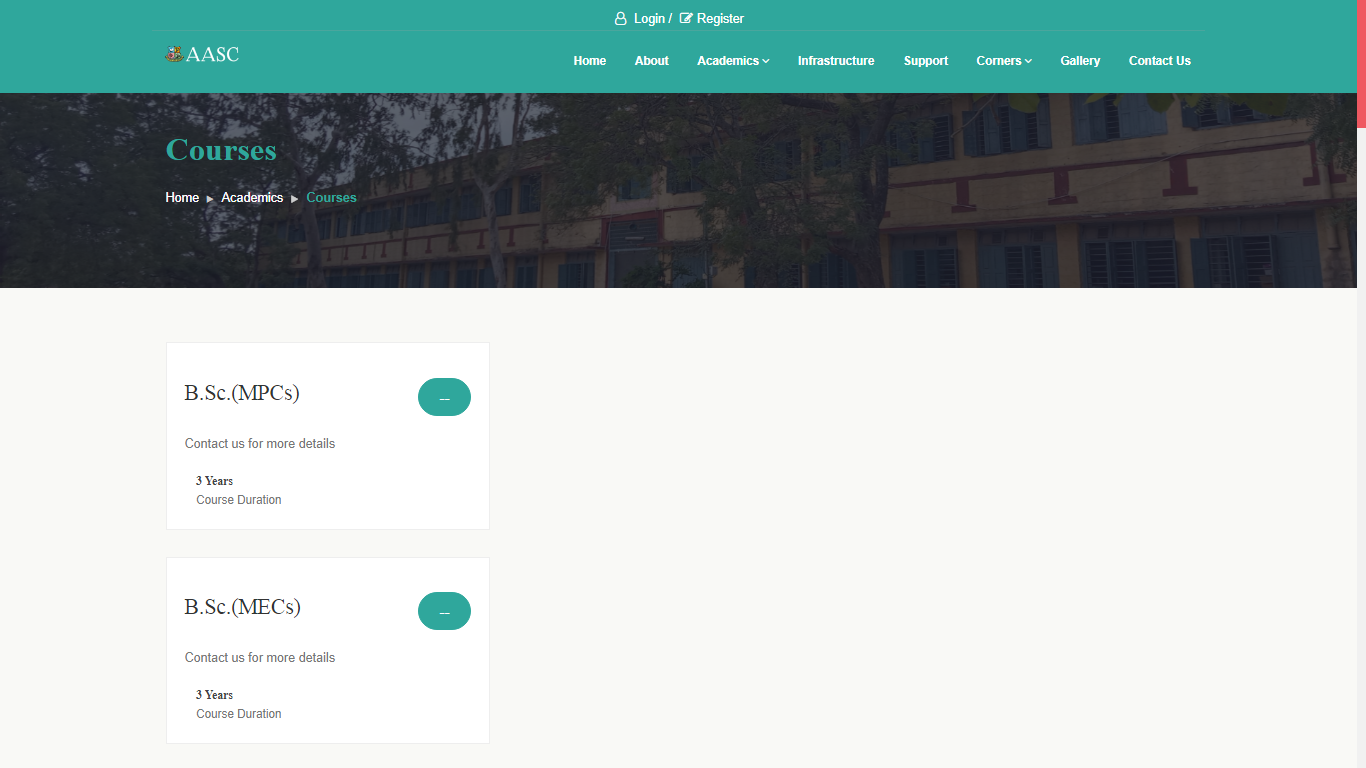 Login / Register
AASC
Home About Academics Infrastructure Support Corners Gallery Contact Us
Courses
Home ▸ Academics ▸ Courses
B.Sc.(MPCs)
---
Contact us for more details
3 Years
Course Duration
B.Sc.(MECs)
---
Contact us for more details
3 Years
Course Duration